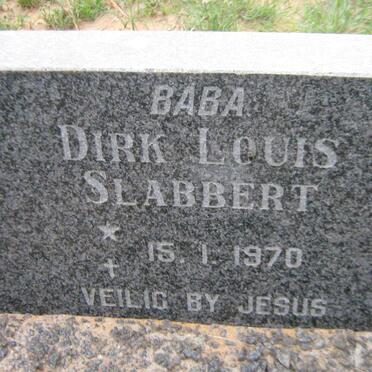 BABA
DIRK LOUIS
SLABBERT
* 
† 15.1.1970
VEILIG BY JESUS